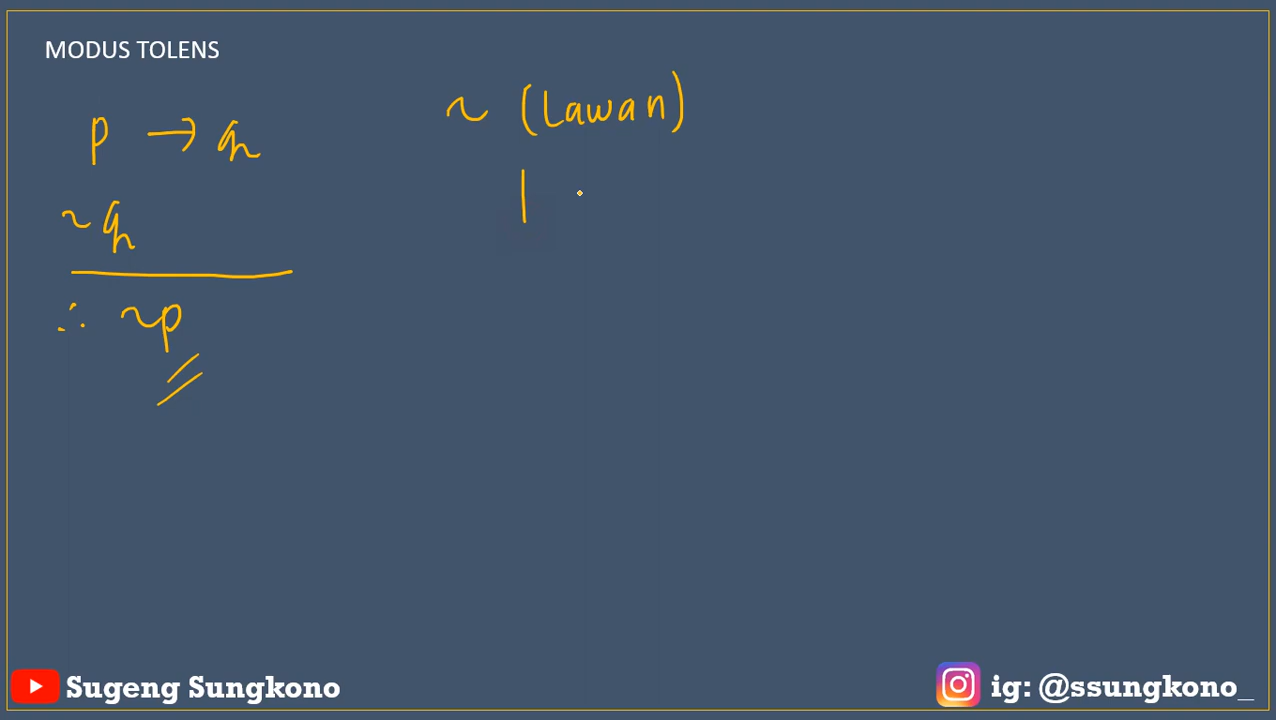 MODUS TOLENS
p → q
~q
∴ ~p
~ (Lawan)
Sugeng Sungkono
ig: @ssungkono_